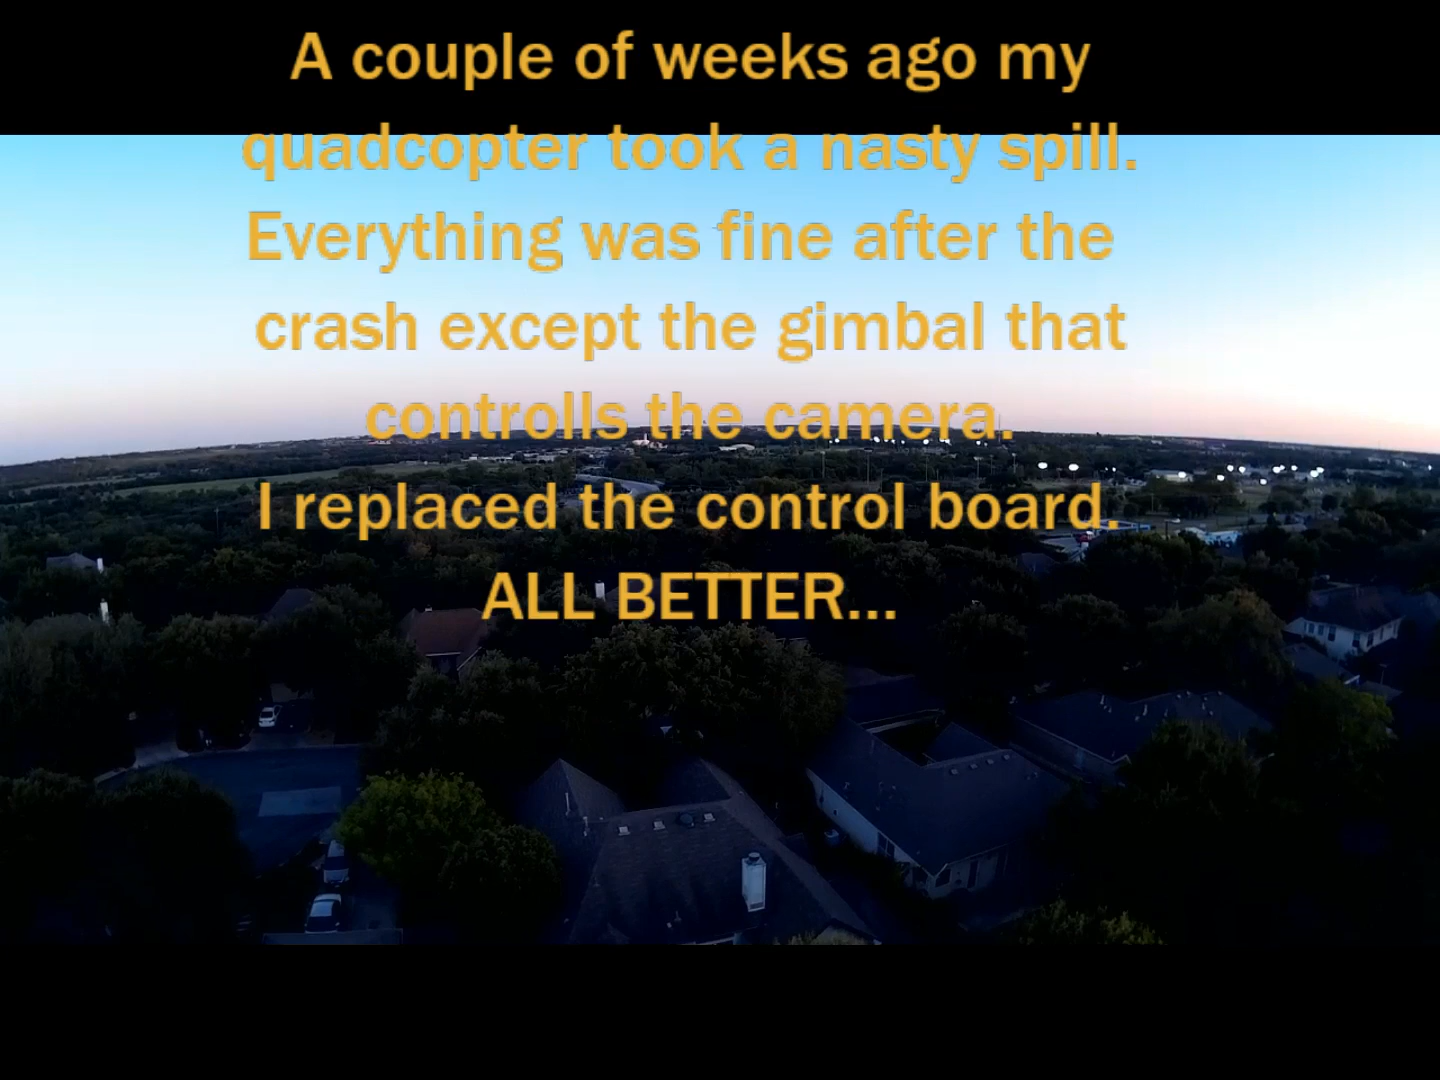 A couple of weeks ago my
quadcopter took a nasty spill.
Everything was fine after the
crash except the gimbal that
controlls the camera.
I replaced the control board.
ALL BETTER...